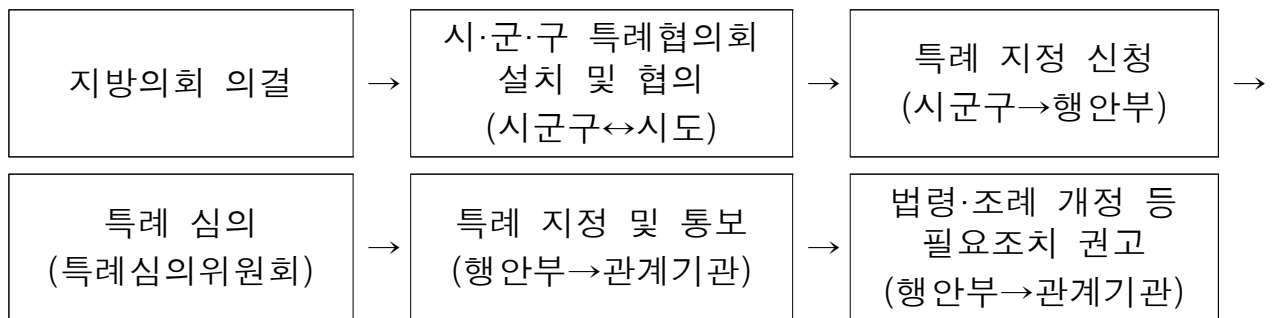 지방의회 의결
→
시·군·구 특례협의회
설치 및 협의
(시군구↔시도)
→
특례 지정 신청
(시군구→행안부)
→
특례 심의
(특례심의위원회)
→
특례 지정 및 통보
(행안부→관계기관)
→
법령·조례 개정 등
필요조치 권고
(행안부→관계기관)